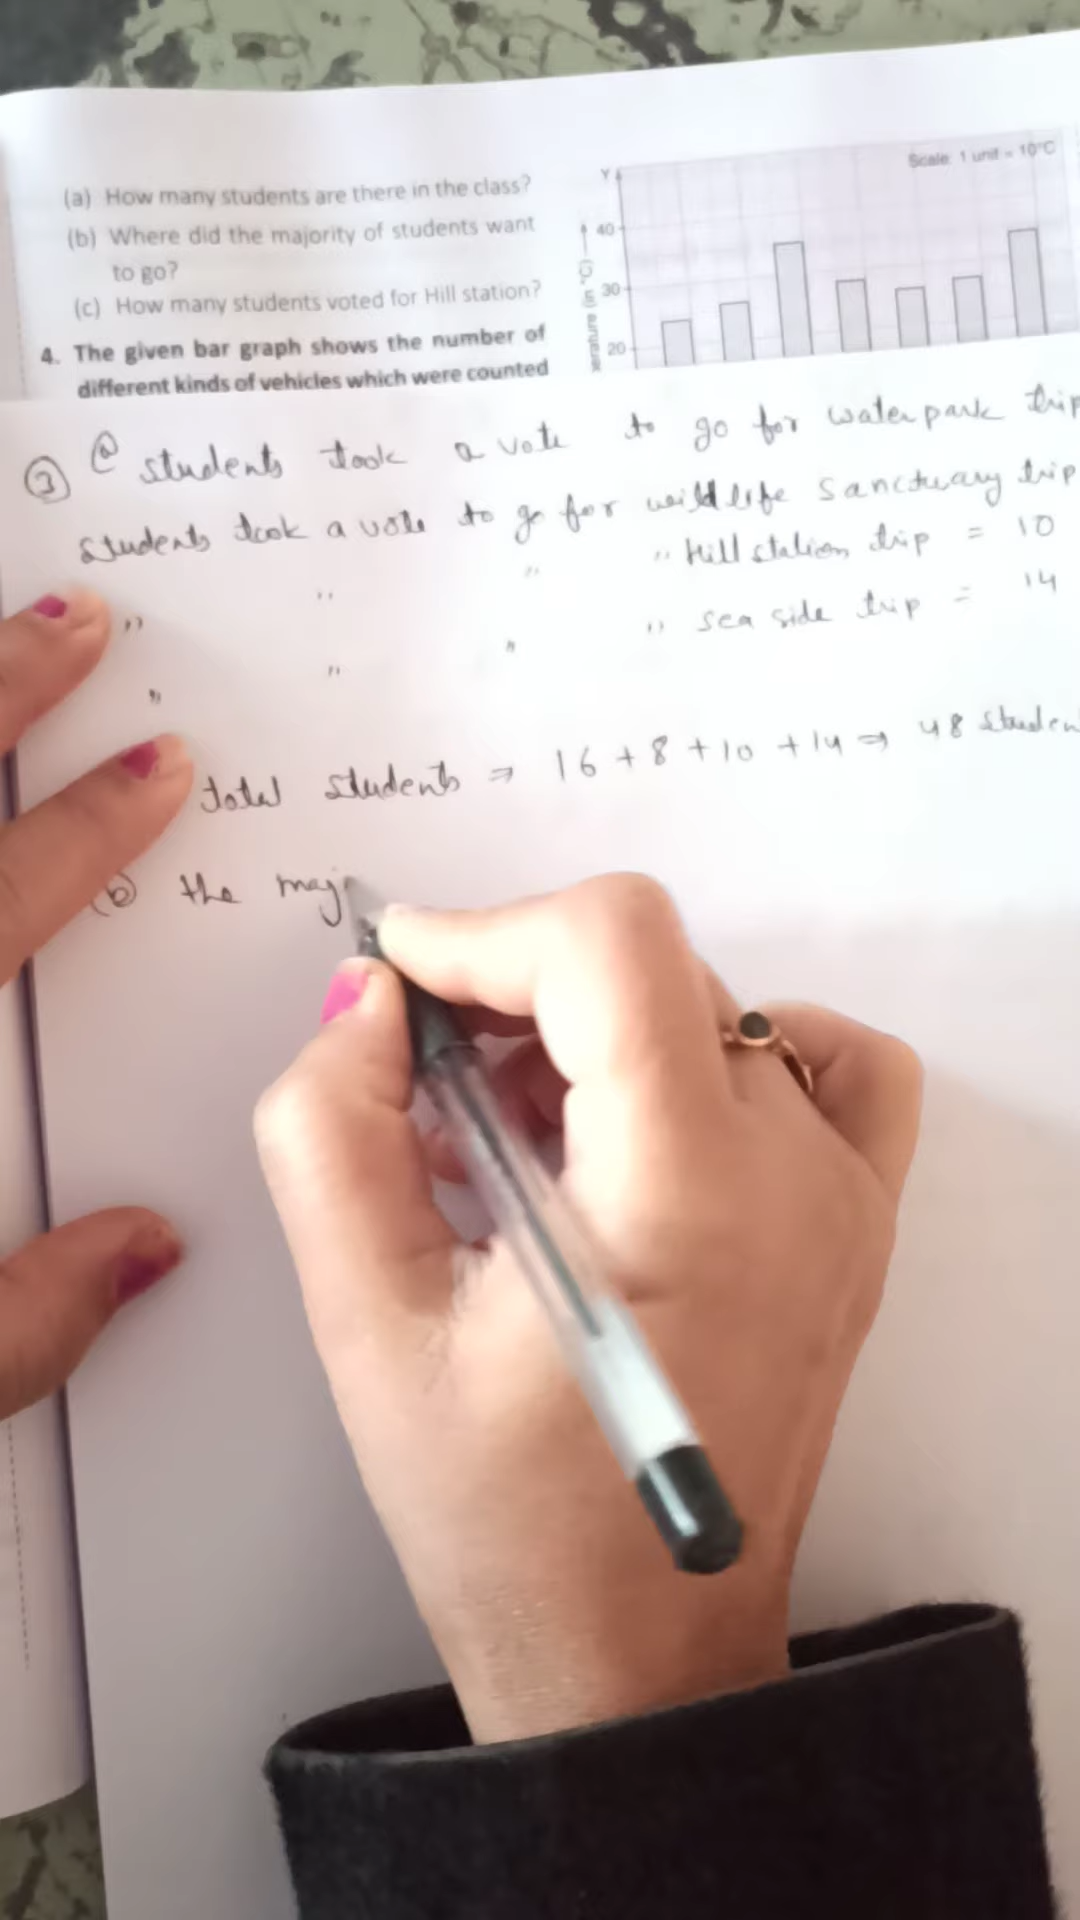 (a) How many students are there in the class?
(b) Where did the majority of students want
to go?
(c) How many students voted for Hill station?
4. The given bar graph shows the number of
different kinds of vehicles which were counted
Scale: 1 unit = 10°C
Y
40
30
20
(in °C)
③ ⓐ students took a vote to go for waterpark trip
students took a vote to go for wildlife Sanctuary trip
" " " " Hill station trip = 10
" " " " sea side trip = 14
total students ⇒ 16 + 8 + 10 + 14 ⇒ 48 studen
(b) the maj